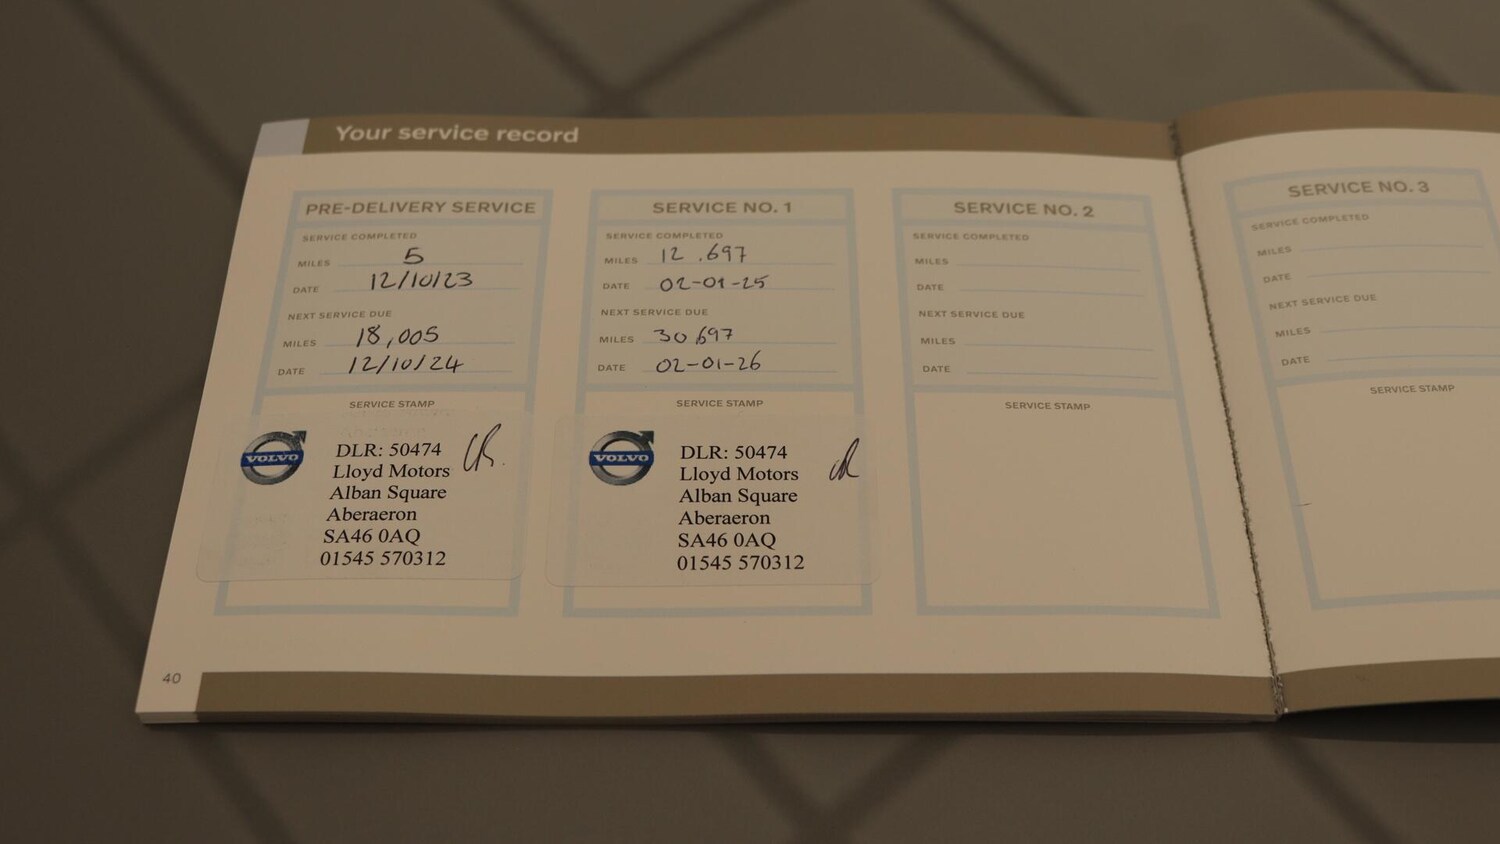 Your service record
PRE-DELIVERY SERVICE
SERVICE COMPLETED
MILES 5
DATE 12/10/23
NEXT SERVICE DUE
MILES 18,005
DATE 12/10/24
SERVICE STAMP
VOLVO
DLR: 50474
Lloyd Motors
Alban Square
Aberaeron
SA46 0AQ
01545 570312
SERVICE NO. 1
SERVICE COMPLETED
MILES 12.697
DATE 02-01-25
NEXT SERVICE DUE
MILES 30,697
DATE 02-01-26
SERVICE STAMP
VOLVO
DLR: 50474
Lloyd Motors
Alban Square
Aberaeron
SA46 0AQ
01545 570312
SERVICE NO. 2
SERVICE COMPLETED
MILES
DATE
NEXT SERVICE DUE
MILES
DATE
SERVICE STAMP
40
SERVICE NO. 3
SERVICE COMPLETED
MILES
DATE
NEXT SERVICE DUE
MILES
DATE
SERVICE STAMP